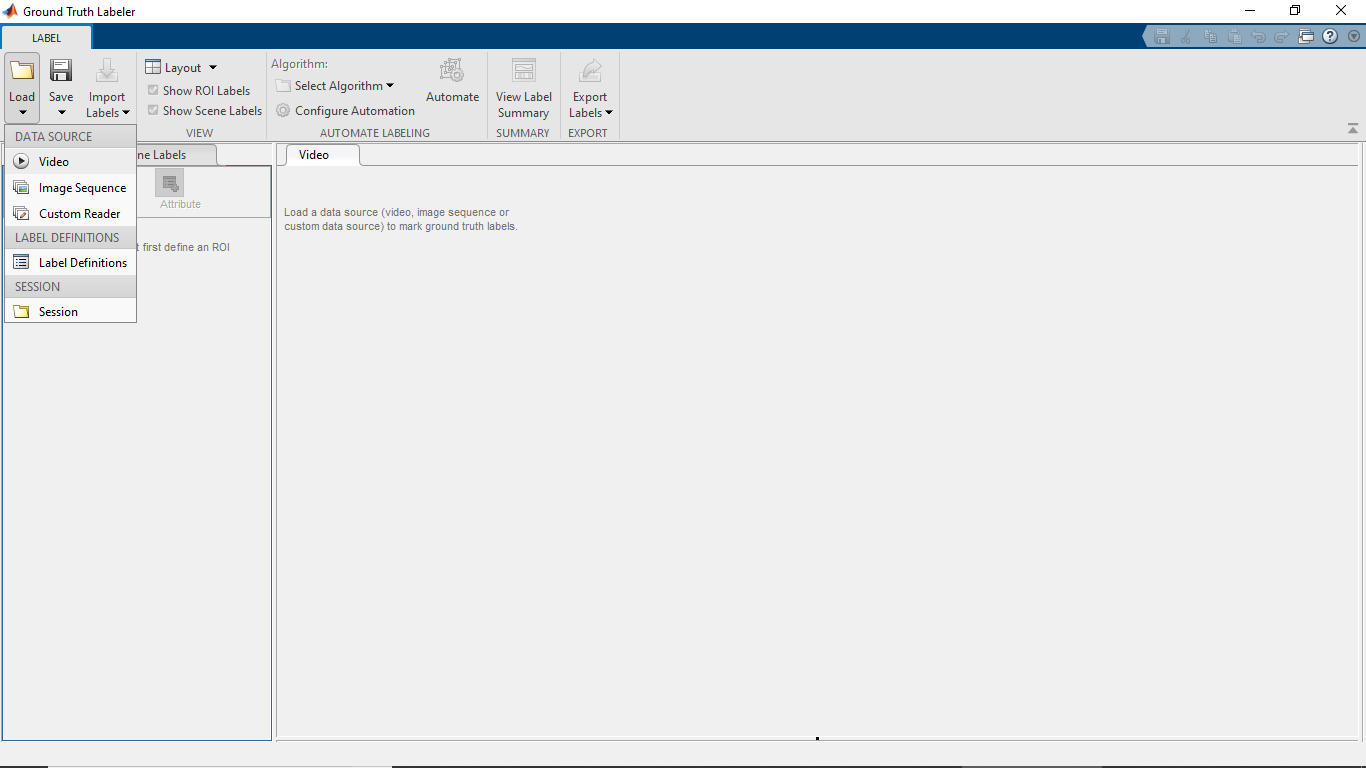 Ground Truth Labeler
LABEL
Load
Save
Import
Labels
Layout
Show ROI Labels
Show Scene Labels
VIEW
Algorithm:
Select Algorithm
Configure Automation
Automate
AUTOMATE LABELING
View Label
Summary
SUMMARY
Export
Labels
EXPORT
DATA SOURCE
Video
Image Sequence
Custom Reader
LABEL DEFINITIONS
Label Definitions
SESSION
Session
ne Labels
Attribute
t first define an ROI
Video
Load a data source (video, image sequence or
custom data source) to mark ground truth labels.